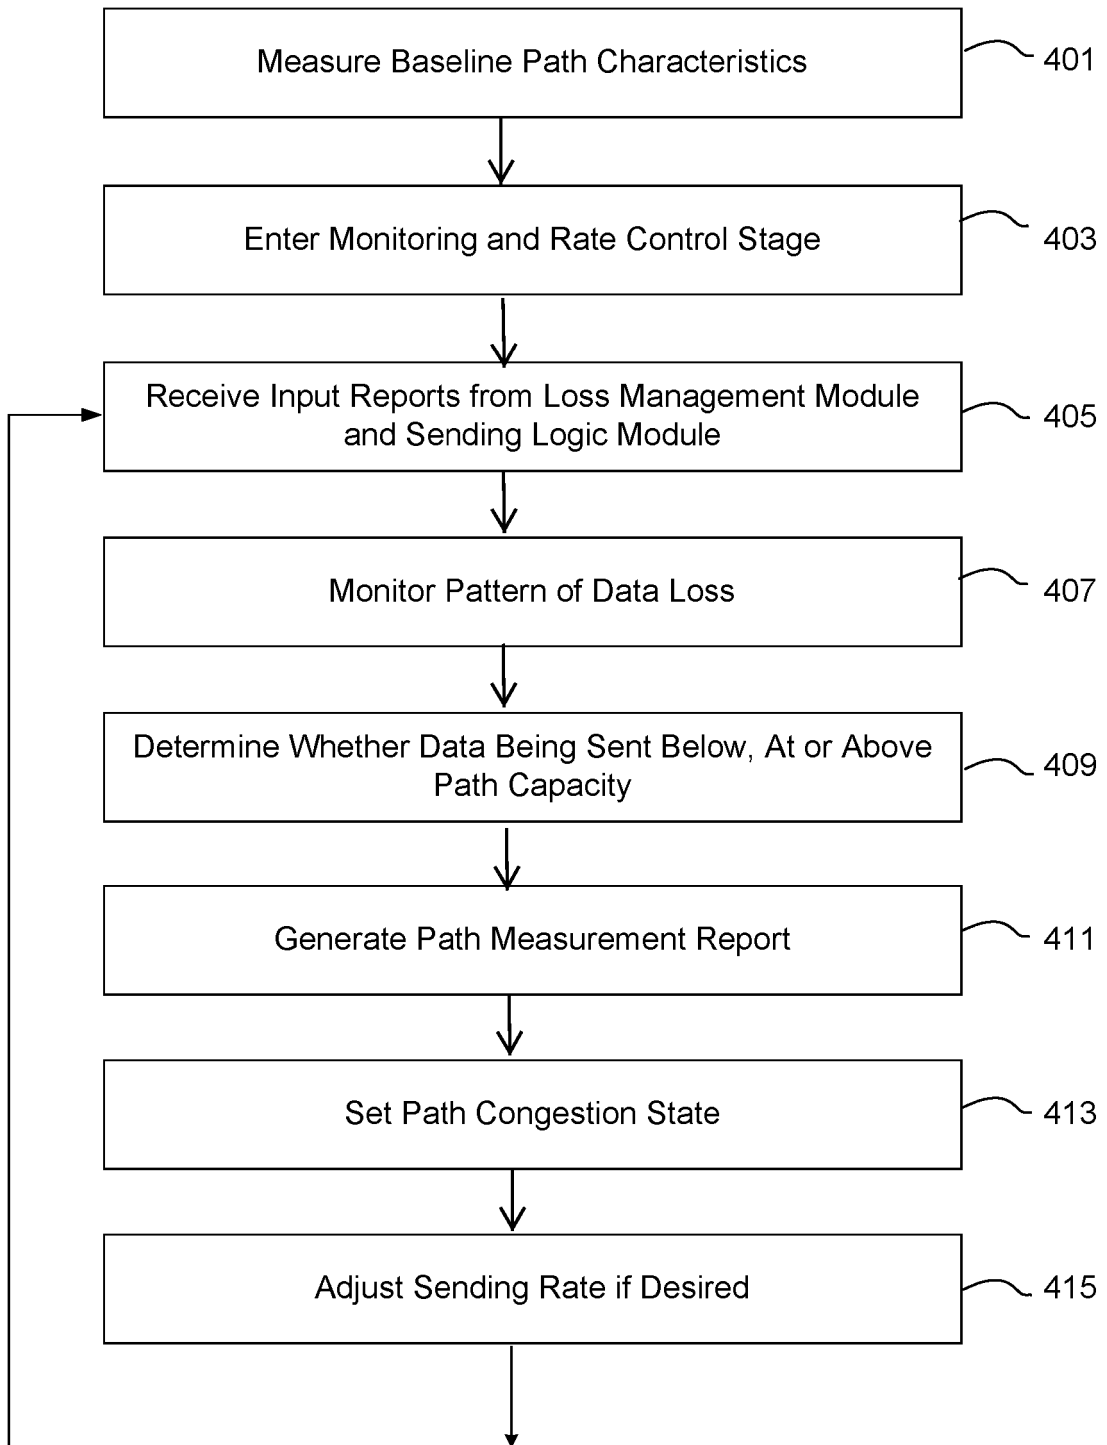 Measure Baseline Path Characteristics
401
Enter Monitoring and Rate Control Stage
403
Receive Input Reports from Loss Management Module
and Sending Logic Module
405
Monitor Pattern of Data Loss
407
Determine Whether Data Being Sent Below, At or Above
Path Capacity
409
Generate Path Measurement Report
411
Set Path Congestion State
413
Adjust Sending Rate if Desired
415